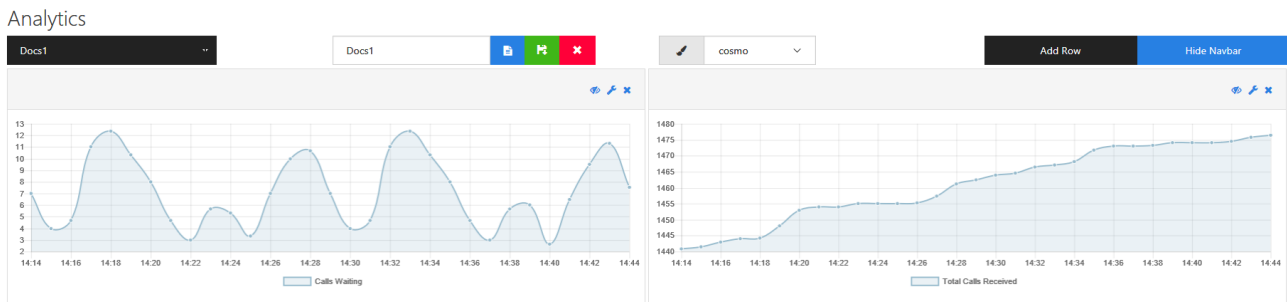 Analytics
Docs1
Docs1
cosmo
Add Row
Hide Navbar
13
12
11
10
9
8
7
6
5
4
3
2
14:14 14:16 14:18 14:20 14:22 14:24 14:26 14:28 14:30 14:32 14:34 14:36 14:38 14:40 14:42 14:44
Calls Waiting
1480
1475
1470
1465
1460
1455
1450
1445
1440
14:14 14:16 14:18 14:20 14:22 14:24 14:26 14:28 14:30 14:32 14:34 14:36 14:38 14:40 14:42 14:44
Total Calls Received